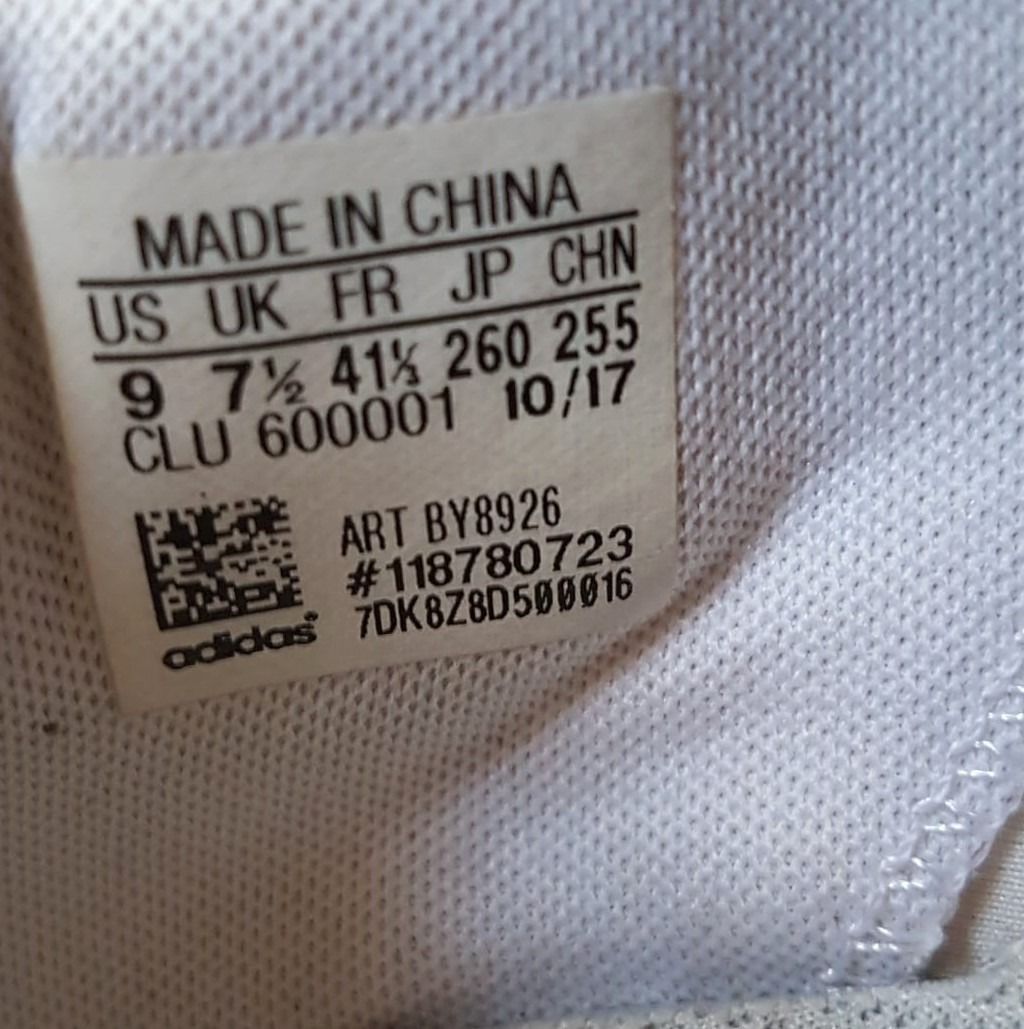 MADE IN CHINA
US UK FR JP CHN
9 7½ 41⅓ 260 255
CLU 600001 10/17
ART BY8926
#118780723
7DK8Z8D500016
adidas